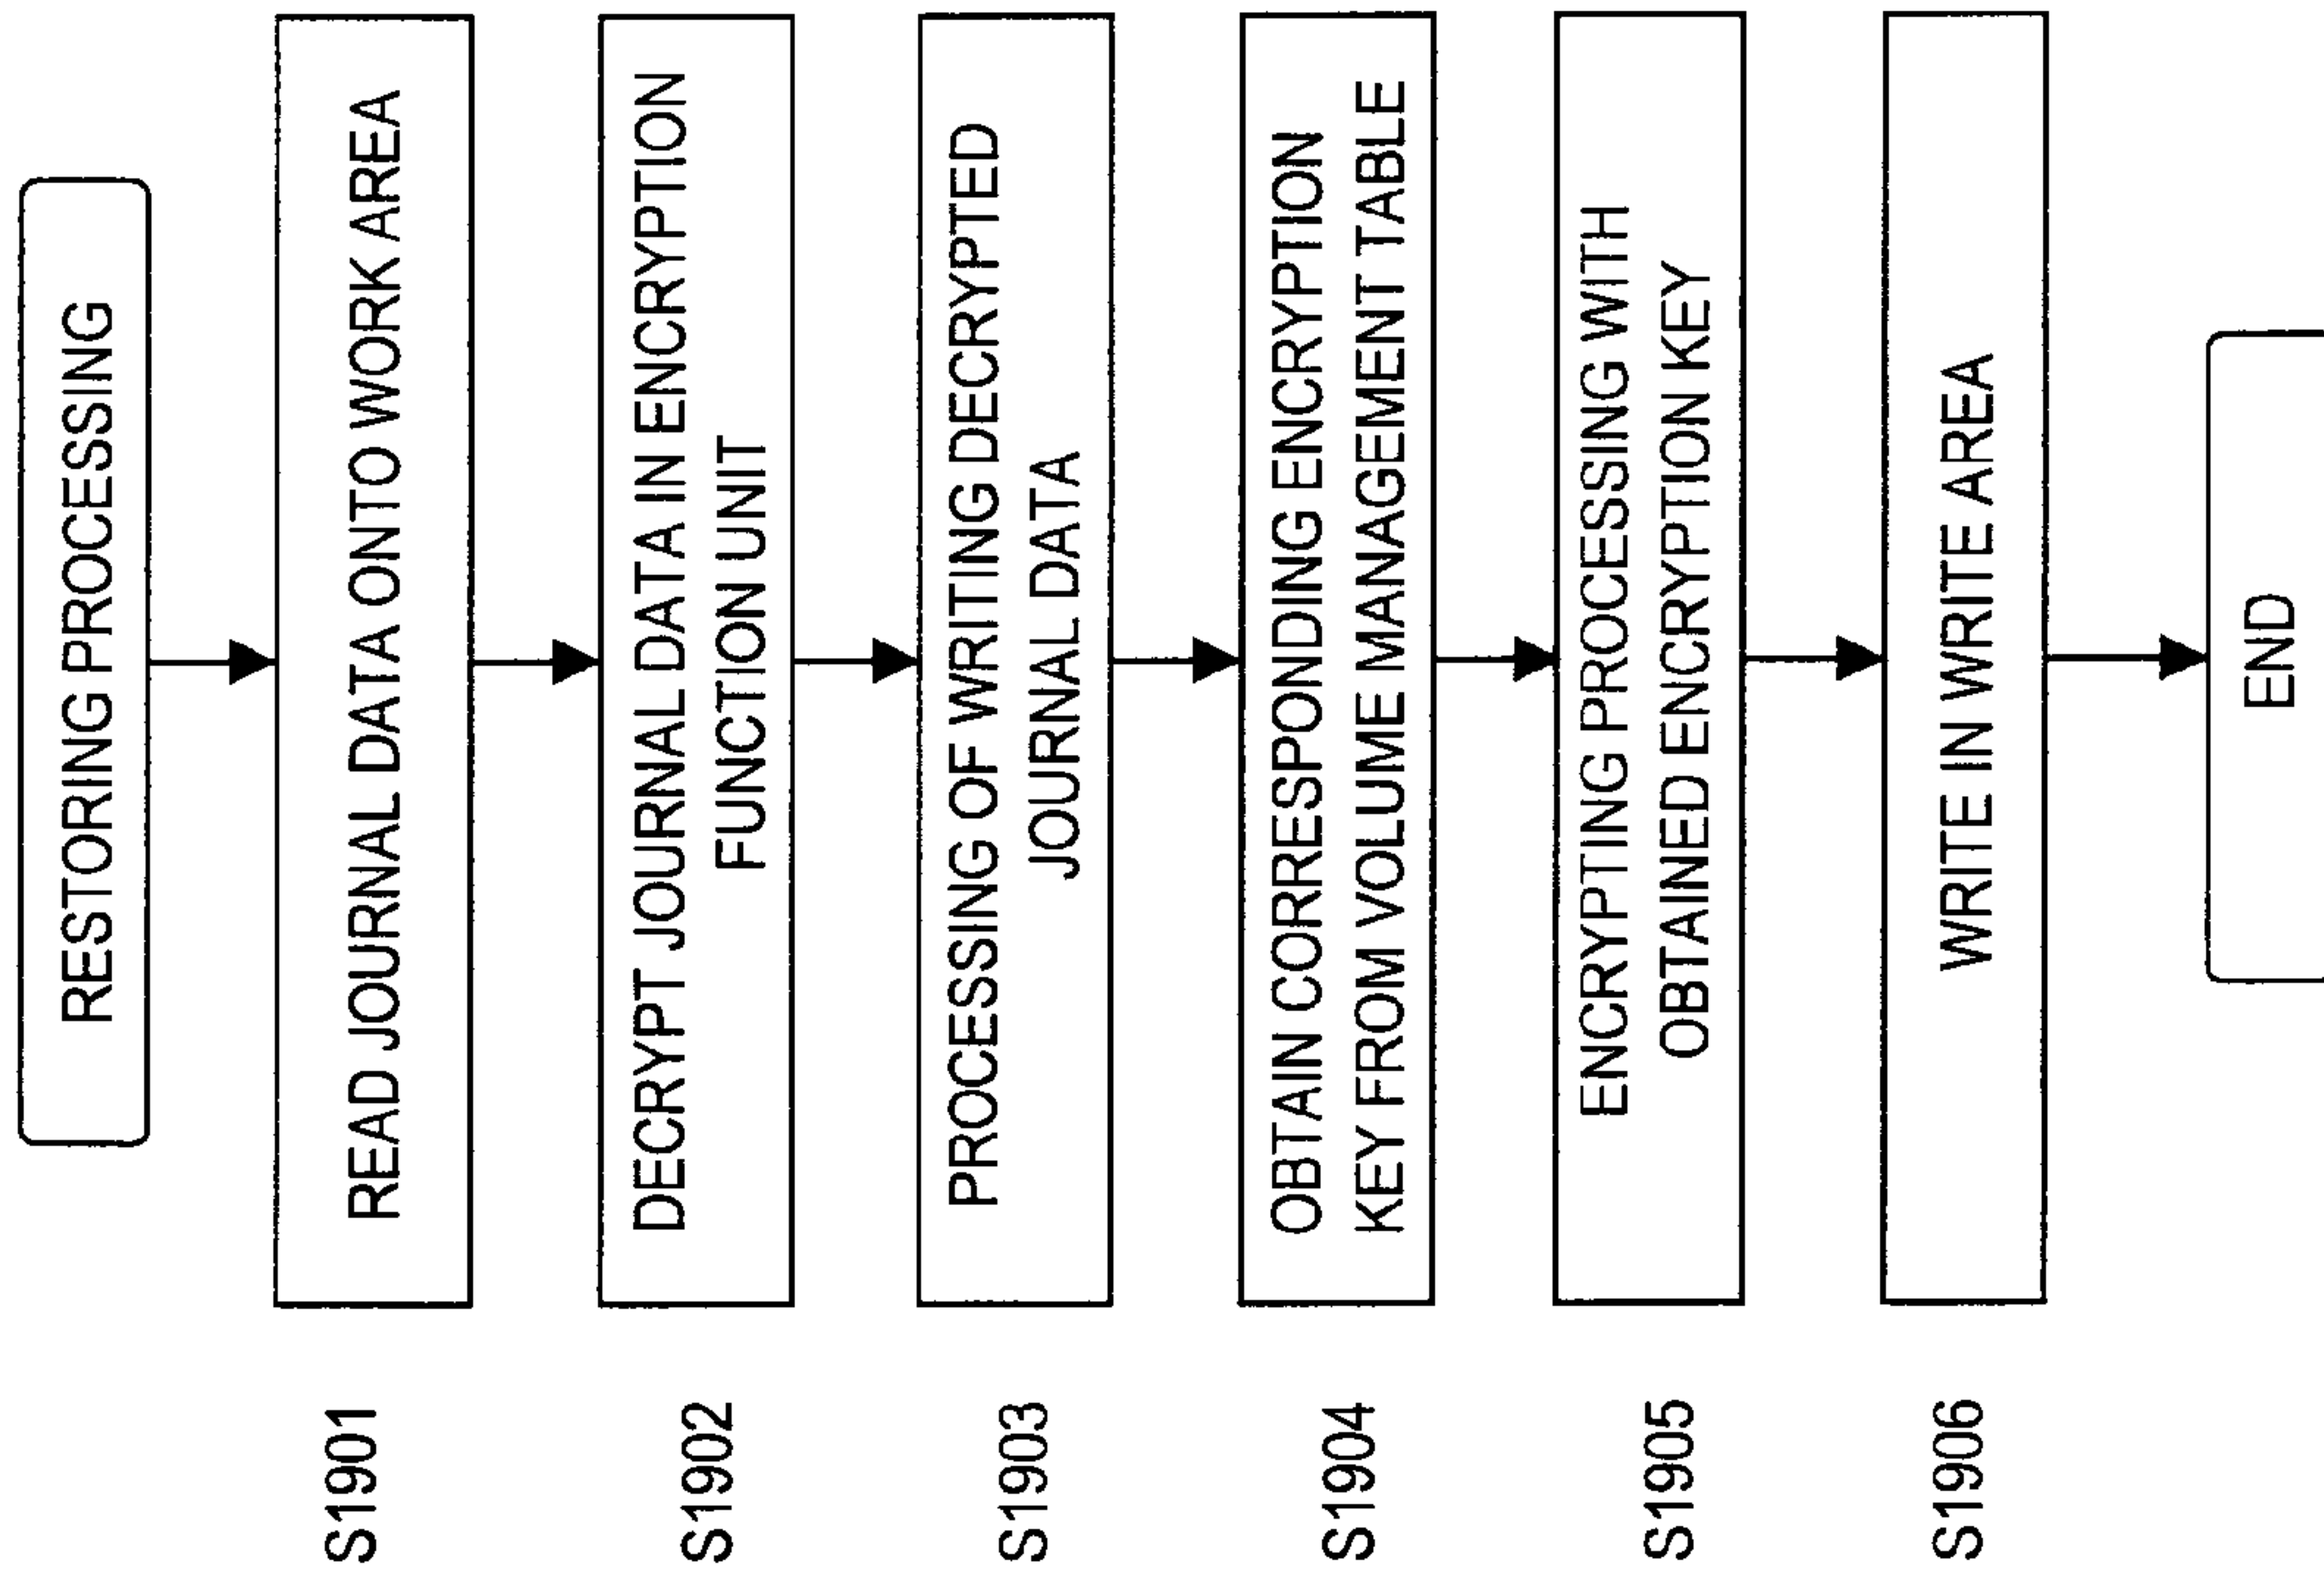 RESTORING PROCESSING
S1901
READ JOURNAL DATA ONTO WORK AREA
S1902
DECRYPT JOURNAL DATA IN ENCRYPTION
FUNCTION UNIT
S1903
PROCESSING OF WRITING DECRYPTED
JOURNAL DATA
S1904
OBTAIN CORRESPONDING ENCRYPTION
KEY FROM VOLUME MANAGEMENT TABLE
S1905
ENCRYPTING PROCESSING WITH
OBTAINED ENCRYPTION KEY
S1906
WRITE IN WRITE AREA
END